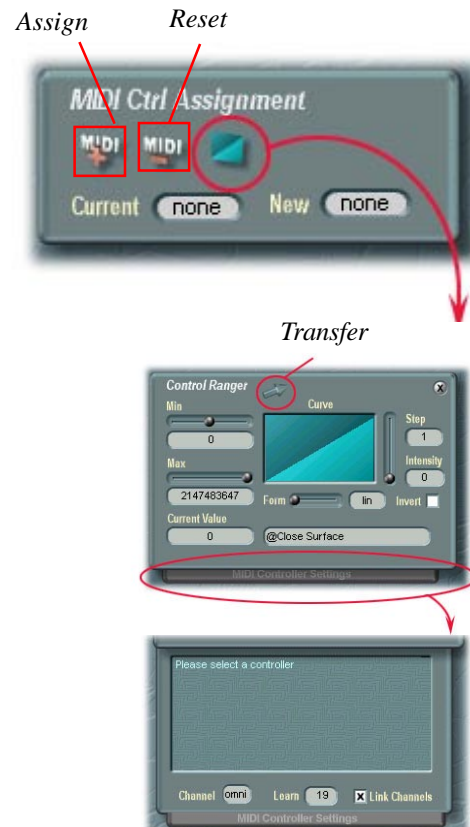 Assign Reset
MIDI Ctrl Assignment
MIDI MIDI
Current none New none
Transfer
Control Ranger
Min Curve Step
0 1
Max Intensity
2147483647 0
Form lin Invert
Current Value
0 @Close Surface
MIDI Controller Settings
Please select a controller
Channel omni Learn 19 X Link Channels
MIDI Controller Settings